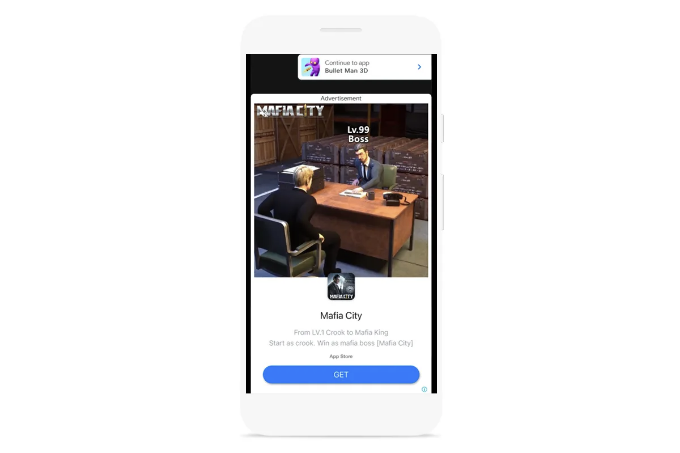 Continue to app
Bullet Man 3D
Advertisement
MAFIA CITY
Lv.99
Boss
MAFIA CITY
Mafia City
From LV.1 Crook to Mafia King
Start as crook. Win as mafia boss [Mafia City]
App Store
GET